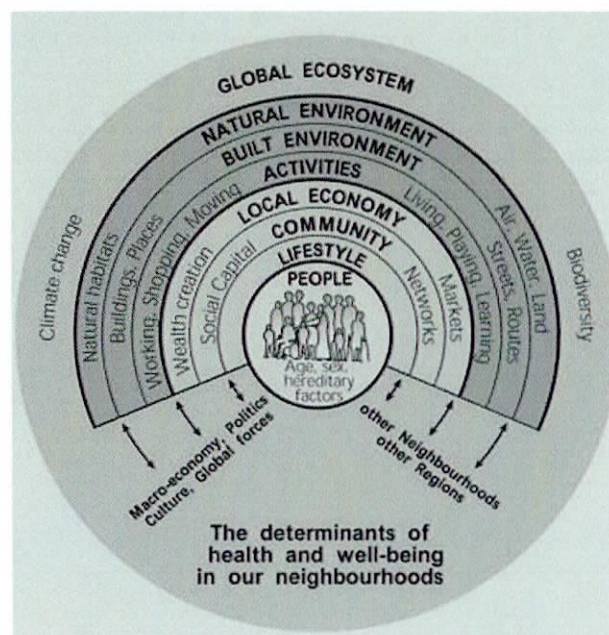 GLOBAL ECOSYSTEM
NATURAL ENVIRONMENT
BUILT ENVIRONMENT
ACTIVITIES
LOCAL ECONOMY
COMMUNITY
LIFESTYLE
PEOPLE
Age, sex,
hereditary
factors
Climate change
Natural habitats
Buildings, Places
Working, Shopping, Moving
Wealth creation
Social Capital
Networks
Markets
Living, Playing, Learning
Streets, Routes
Air, Water, Land
Biodiversity
Macro-economy, Politics
Culture, Global forces
other Neighbourhoods
other Regions
The determinants of
health and well-being
in our neighbourhoods